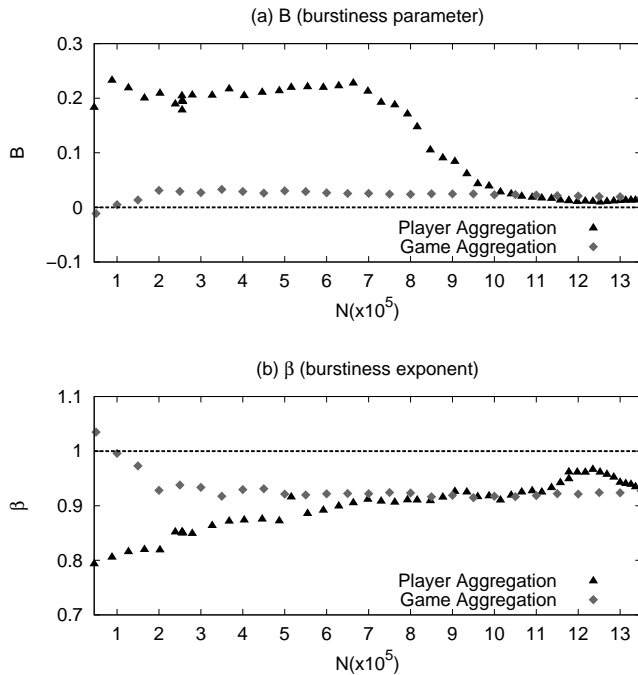 (a) B (burstiness parameter)
0.3
0.2
0.1
0
−0.1
B
Player Aggregation
Game Aggregation
1 2 3 4 5 6 7 8 9 10 11 12 13
N(x10^5)
(b) β (burstiness exponent)
1.1
1
0.9
0.8
0.7
β
Player Aggregation
Game Aggregation
1 2 3 4 5 6 7 8 9 10 11 12 13
N(x10^5)